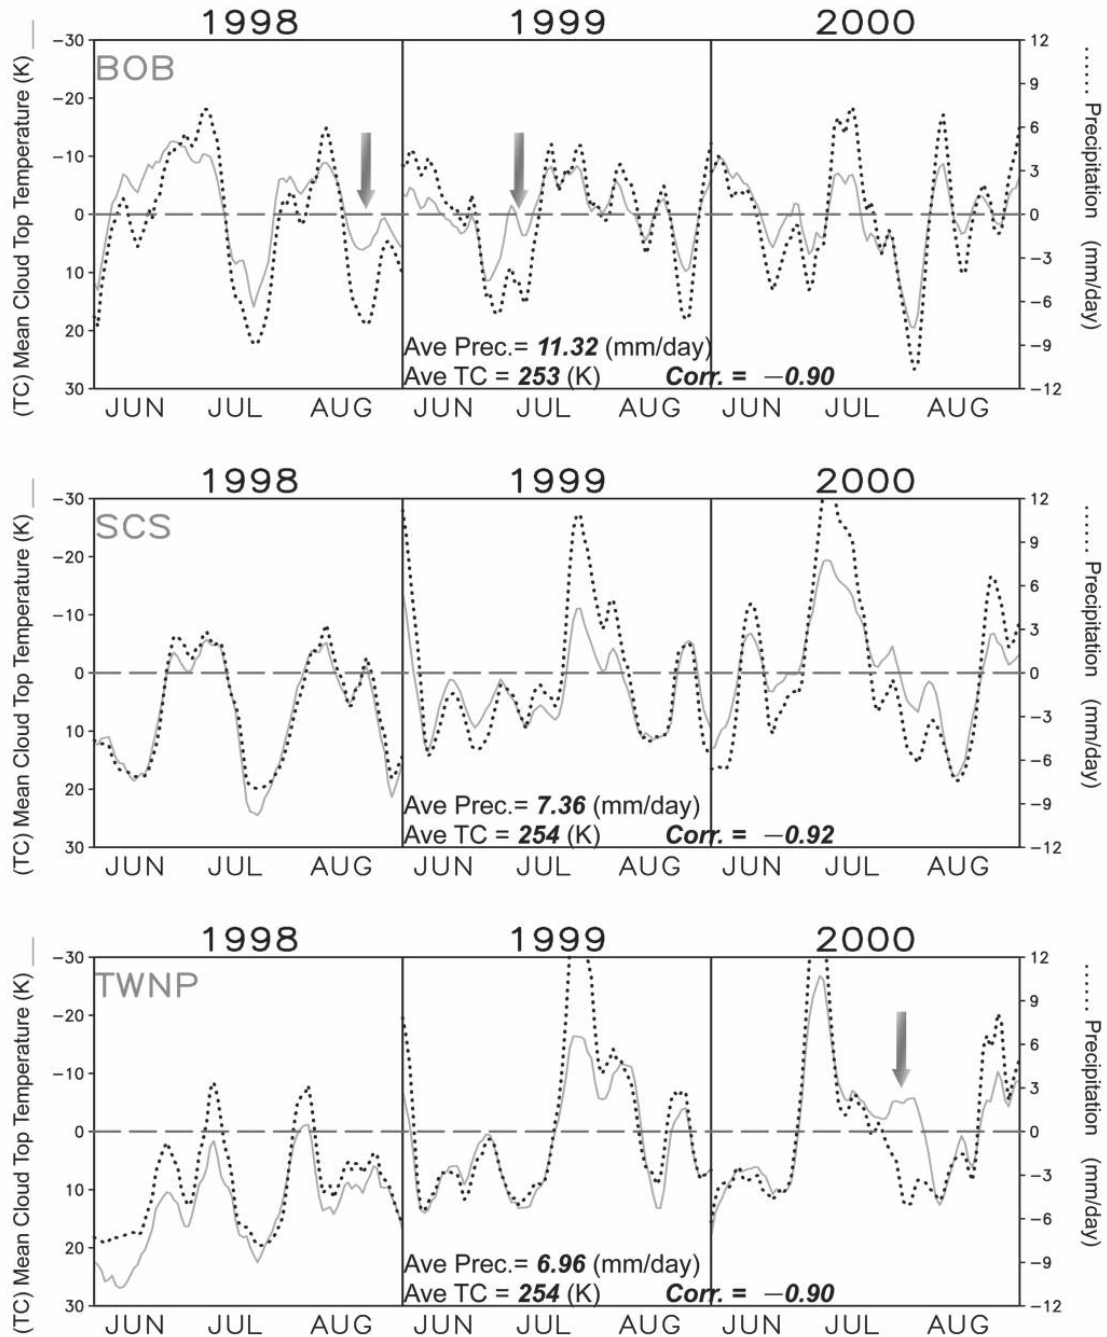 1998 1999 2000
(TC) Mean Cloud Top Temperature (K)
−30
−20
−10
0
10
20
30
BOB
12
9
6
3
0
−3
−6
−9
−12
Precipitation (mm/day)
Ave Prec.= 11.32 (mm/day)
Ave TC = 253 (K) Corr. = −0.90
JUN JUL AUG JUN JUL AUG JUN JUL AUG
1998 1999 2000
(TC) Mean Cloud Top Temperature (K)
−30
−20
−10
0
10
20
30
SCS
12
9
6
3
0
−3
−6
−9
−12
Precipitation (mm/day)
Ave Prec.= 7.36 (mm/day)
Ave TC = 254 (K) Corr. = −0.92
JUN JUL AUG JUN JUL AUG JUN JUL AUG
1998 1999 2000
(TC) Mean Cloud Top Temperature (K)
−30
−20
−10
0
10
20
30
TWNP
12
9
6
3
0
−3
−6
−9
−12
Precipitation (mm/day)
Ave Prec.= 6.96 (mm/day)
Ave TC = 254 (K) Corr. = −0.90
JUN JUL AUG JUN JUL AUG JUN JUL AUG